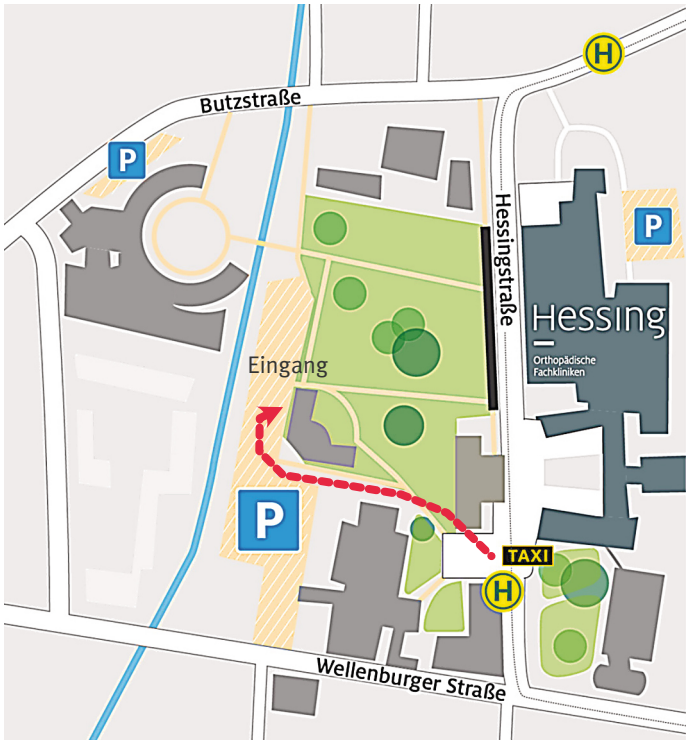 H
Butzstraße
P
P
Hessingstraße
Hessing
Orthopädische
Fachkliniken
Eingang
P
TAXI
H
Wellenburger Straße